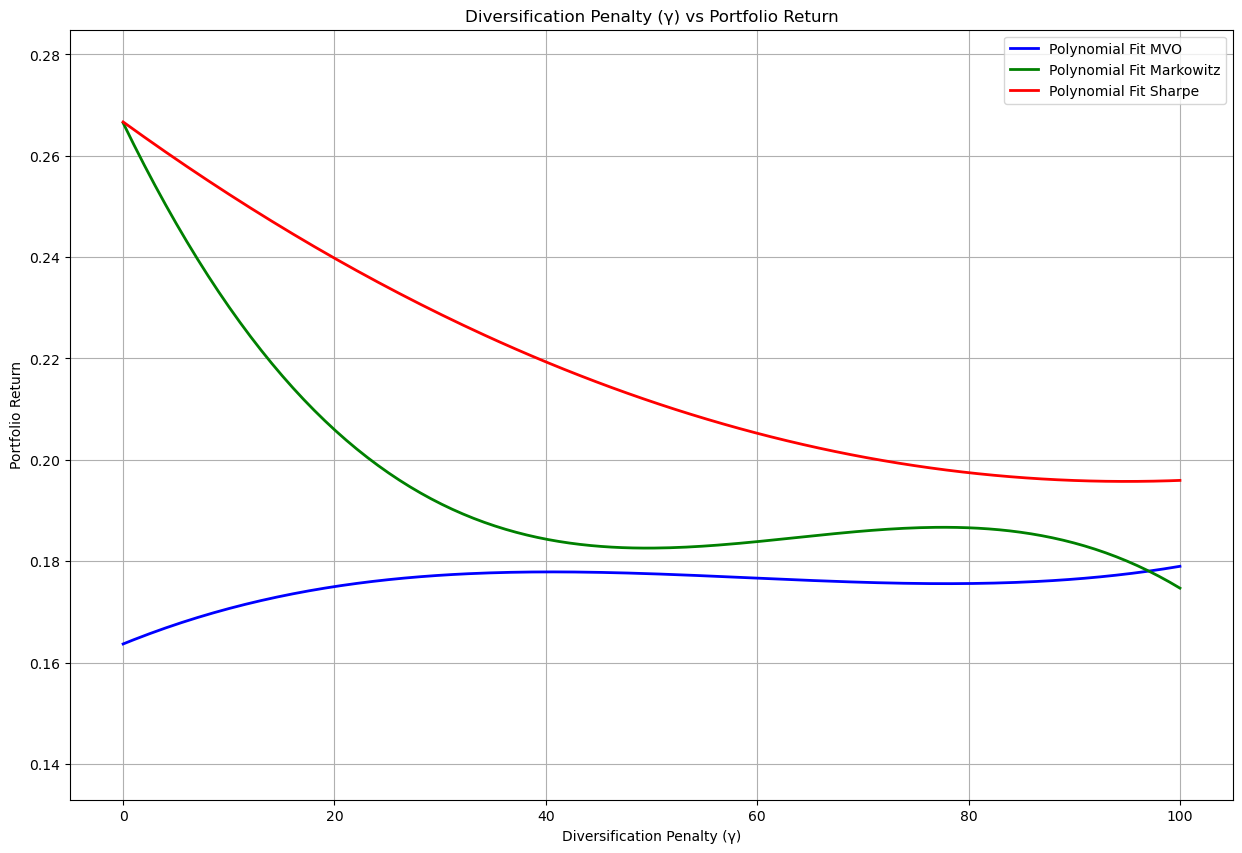 Diversification Penalty (γ) vs Portfolio Return
Polynomial Fit MVO
Polynomial Fit Markowitz
Polynomial Fit Sharpe
Portfolio Return
0.28
0.26
0.24
0.22
0.20
0.18
0.16
0.14
0
20
40
60
80
100
Diversification Penalty (γ)